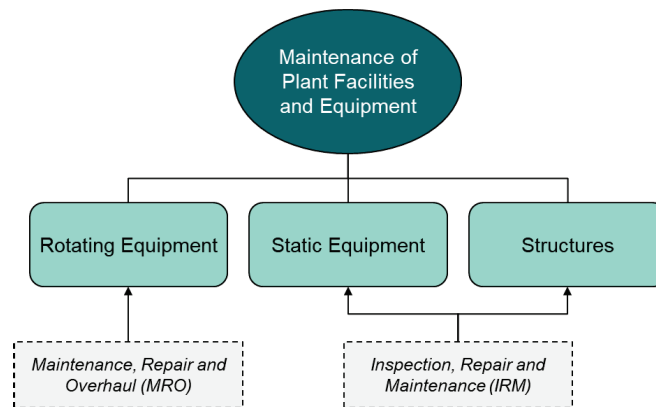 Maintenance of
Plant Facilities
and Equipment
Rotating Equipment
Static Equipment
Structures
Maintenance, Repair and
Overhaul (MRO)
Inspection, Repair and
Maintenance (IRM)